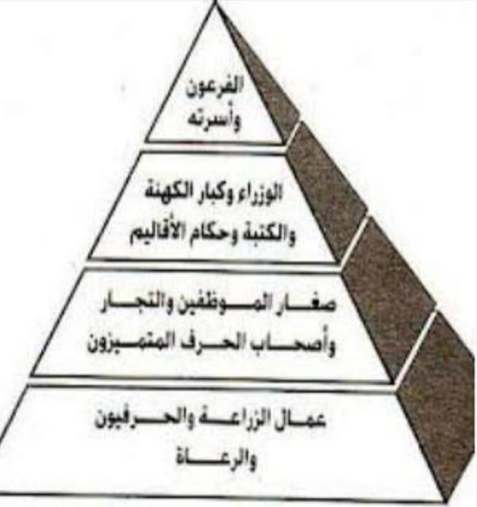 الفرعون
وأسرته
الوزراء وكبار الكهنة
والكتبة وحكام الأقاليم
صغار الموظفين والتجار
وأصحاب الحرف المتميزون
عمال الزراعة والحرفيون
والرعاة